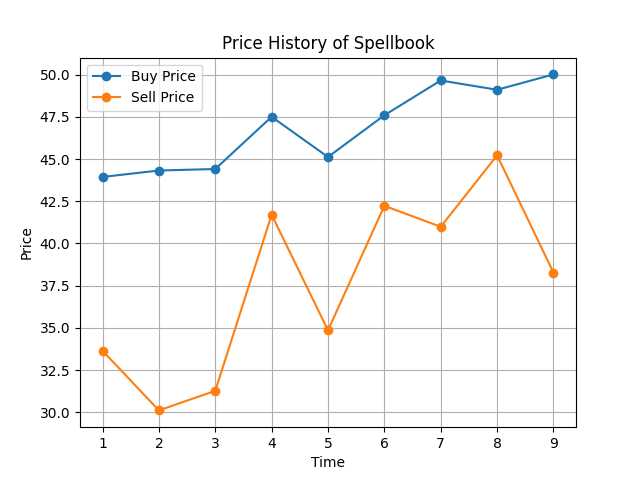 Price History of Spellbook
Buy Price
Sell Price
50.0
47.5
45.0
42.5
40.0
37.5
35.0
32.5
30.0
Price
1 2 3 4 5 6 7 8 9
Time